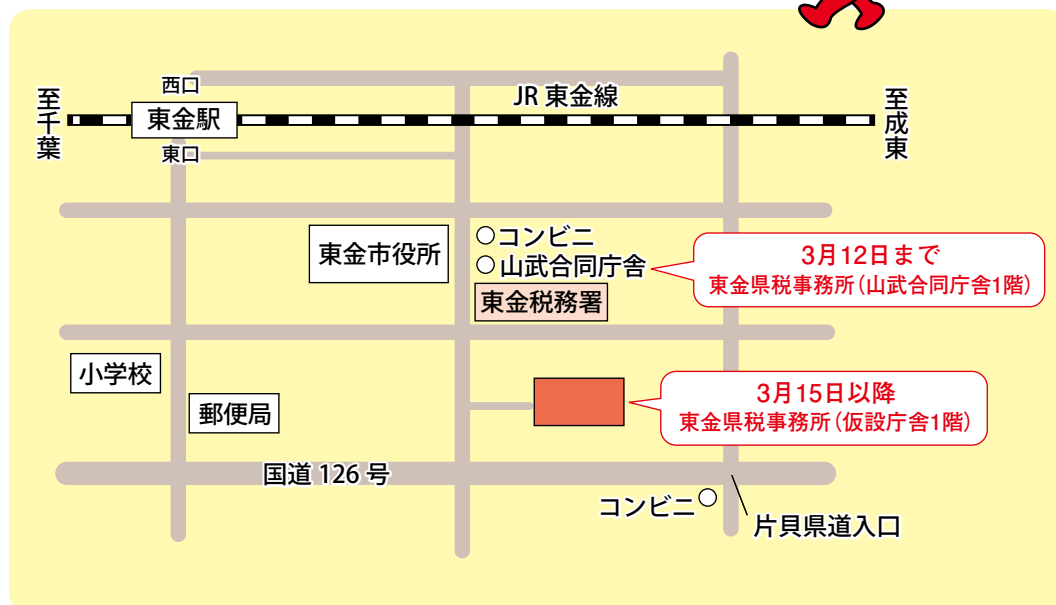 西口
JR 東金線
至千葉
東金駅
至成東
東口
東金市役所
コンビニ
山武合同庁舎
東金税務署
3月12日まで
東金県税事務所(山武合同庁舎1階)
小学校
郵便局
3月15日以降
東金県税事務所(仮設庁舎1階)
国道 126 号
コンビニ
片貝県道入口